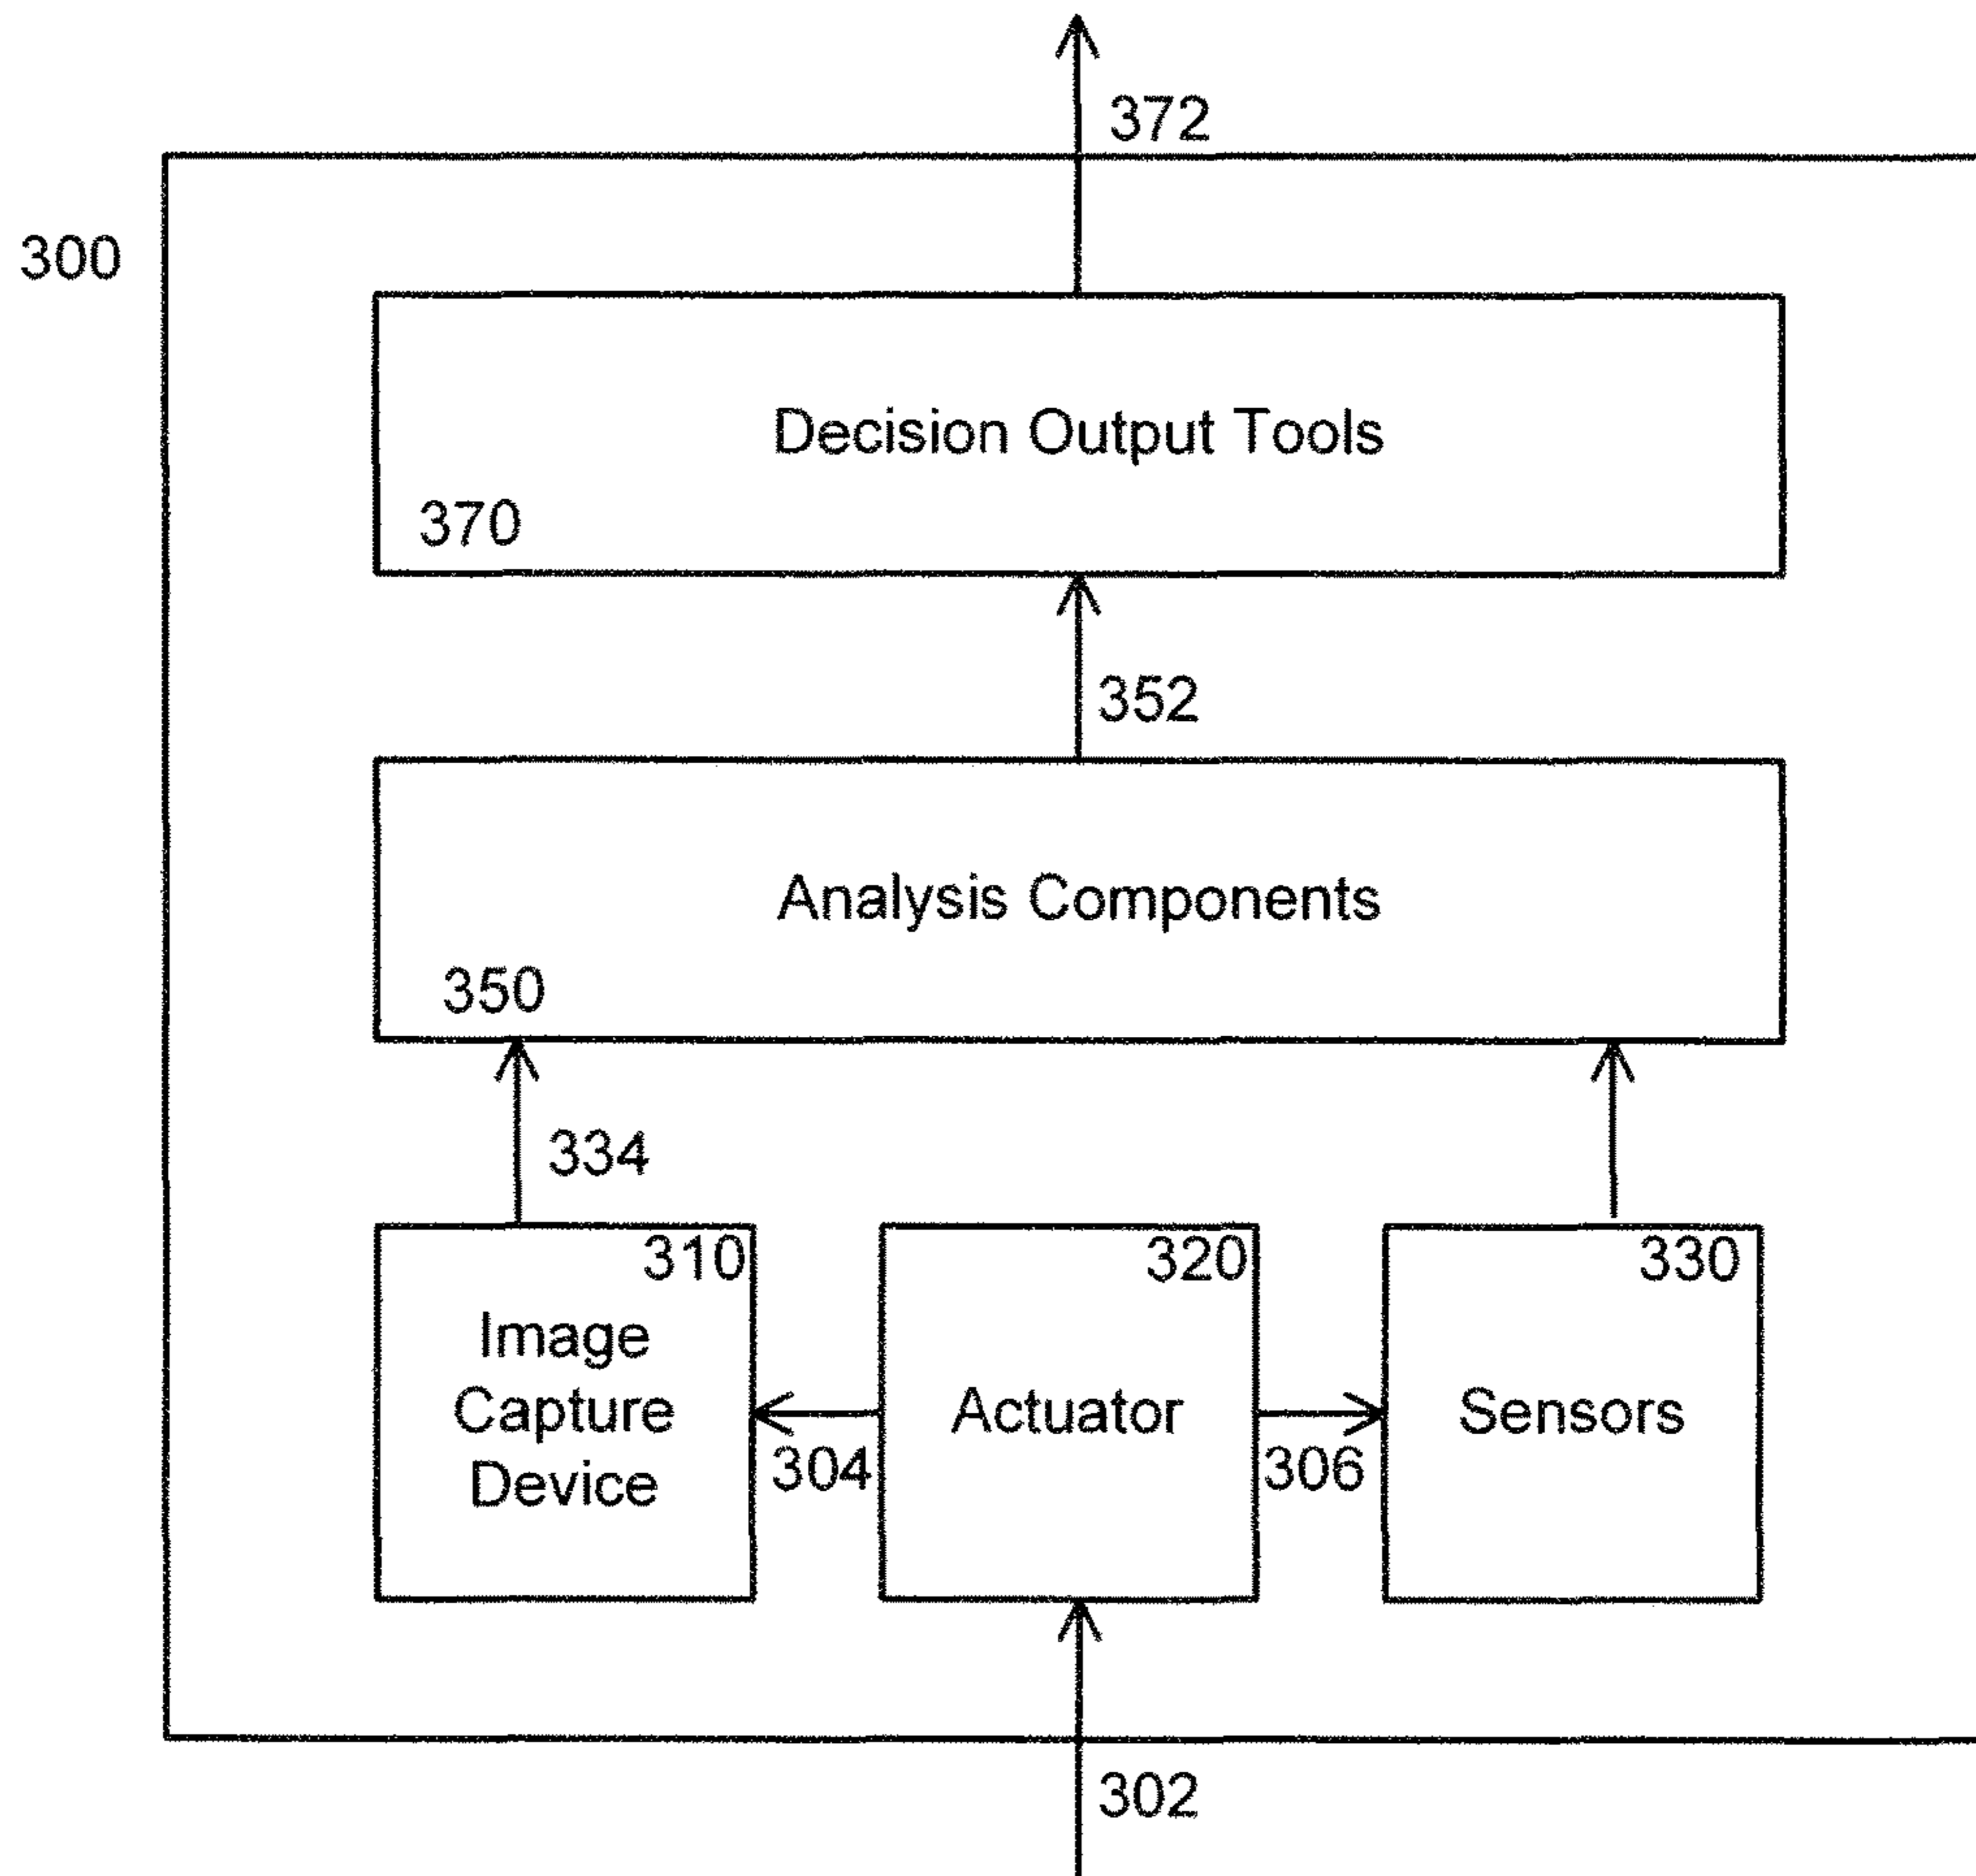 372
300
Decision Output Tools
370
352
Analysis Components
350
334
310
320
330
Image
Capture
Device
Actuator
Sensors
304
306
302